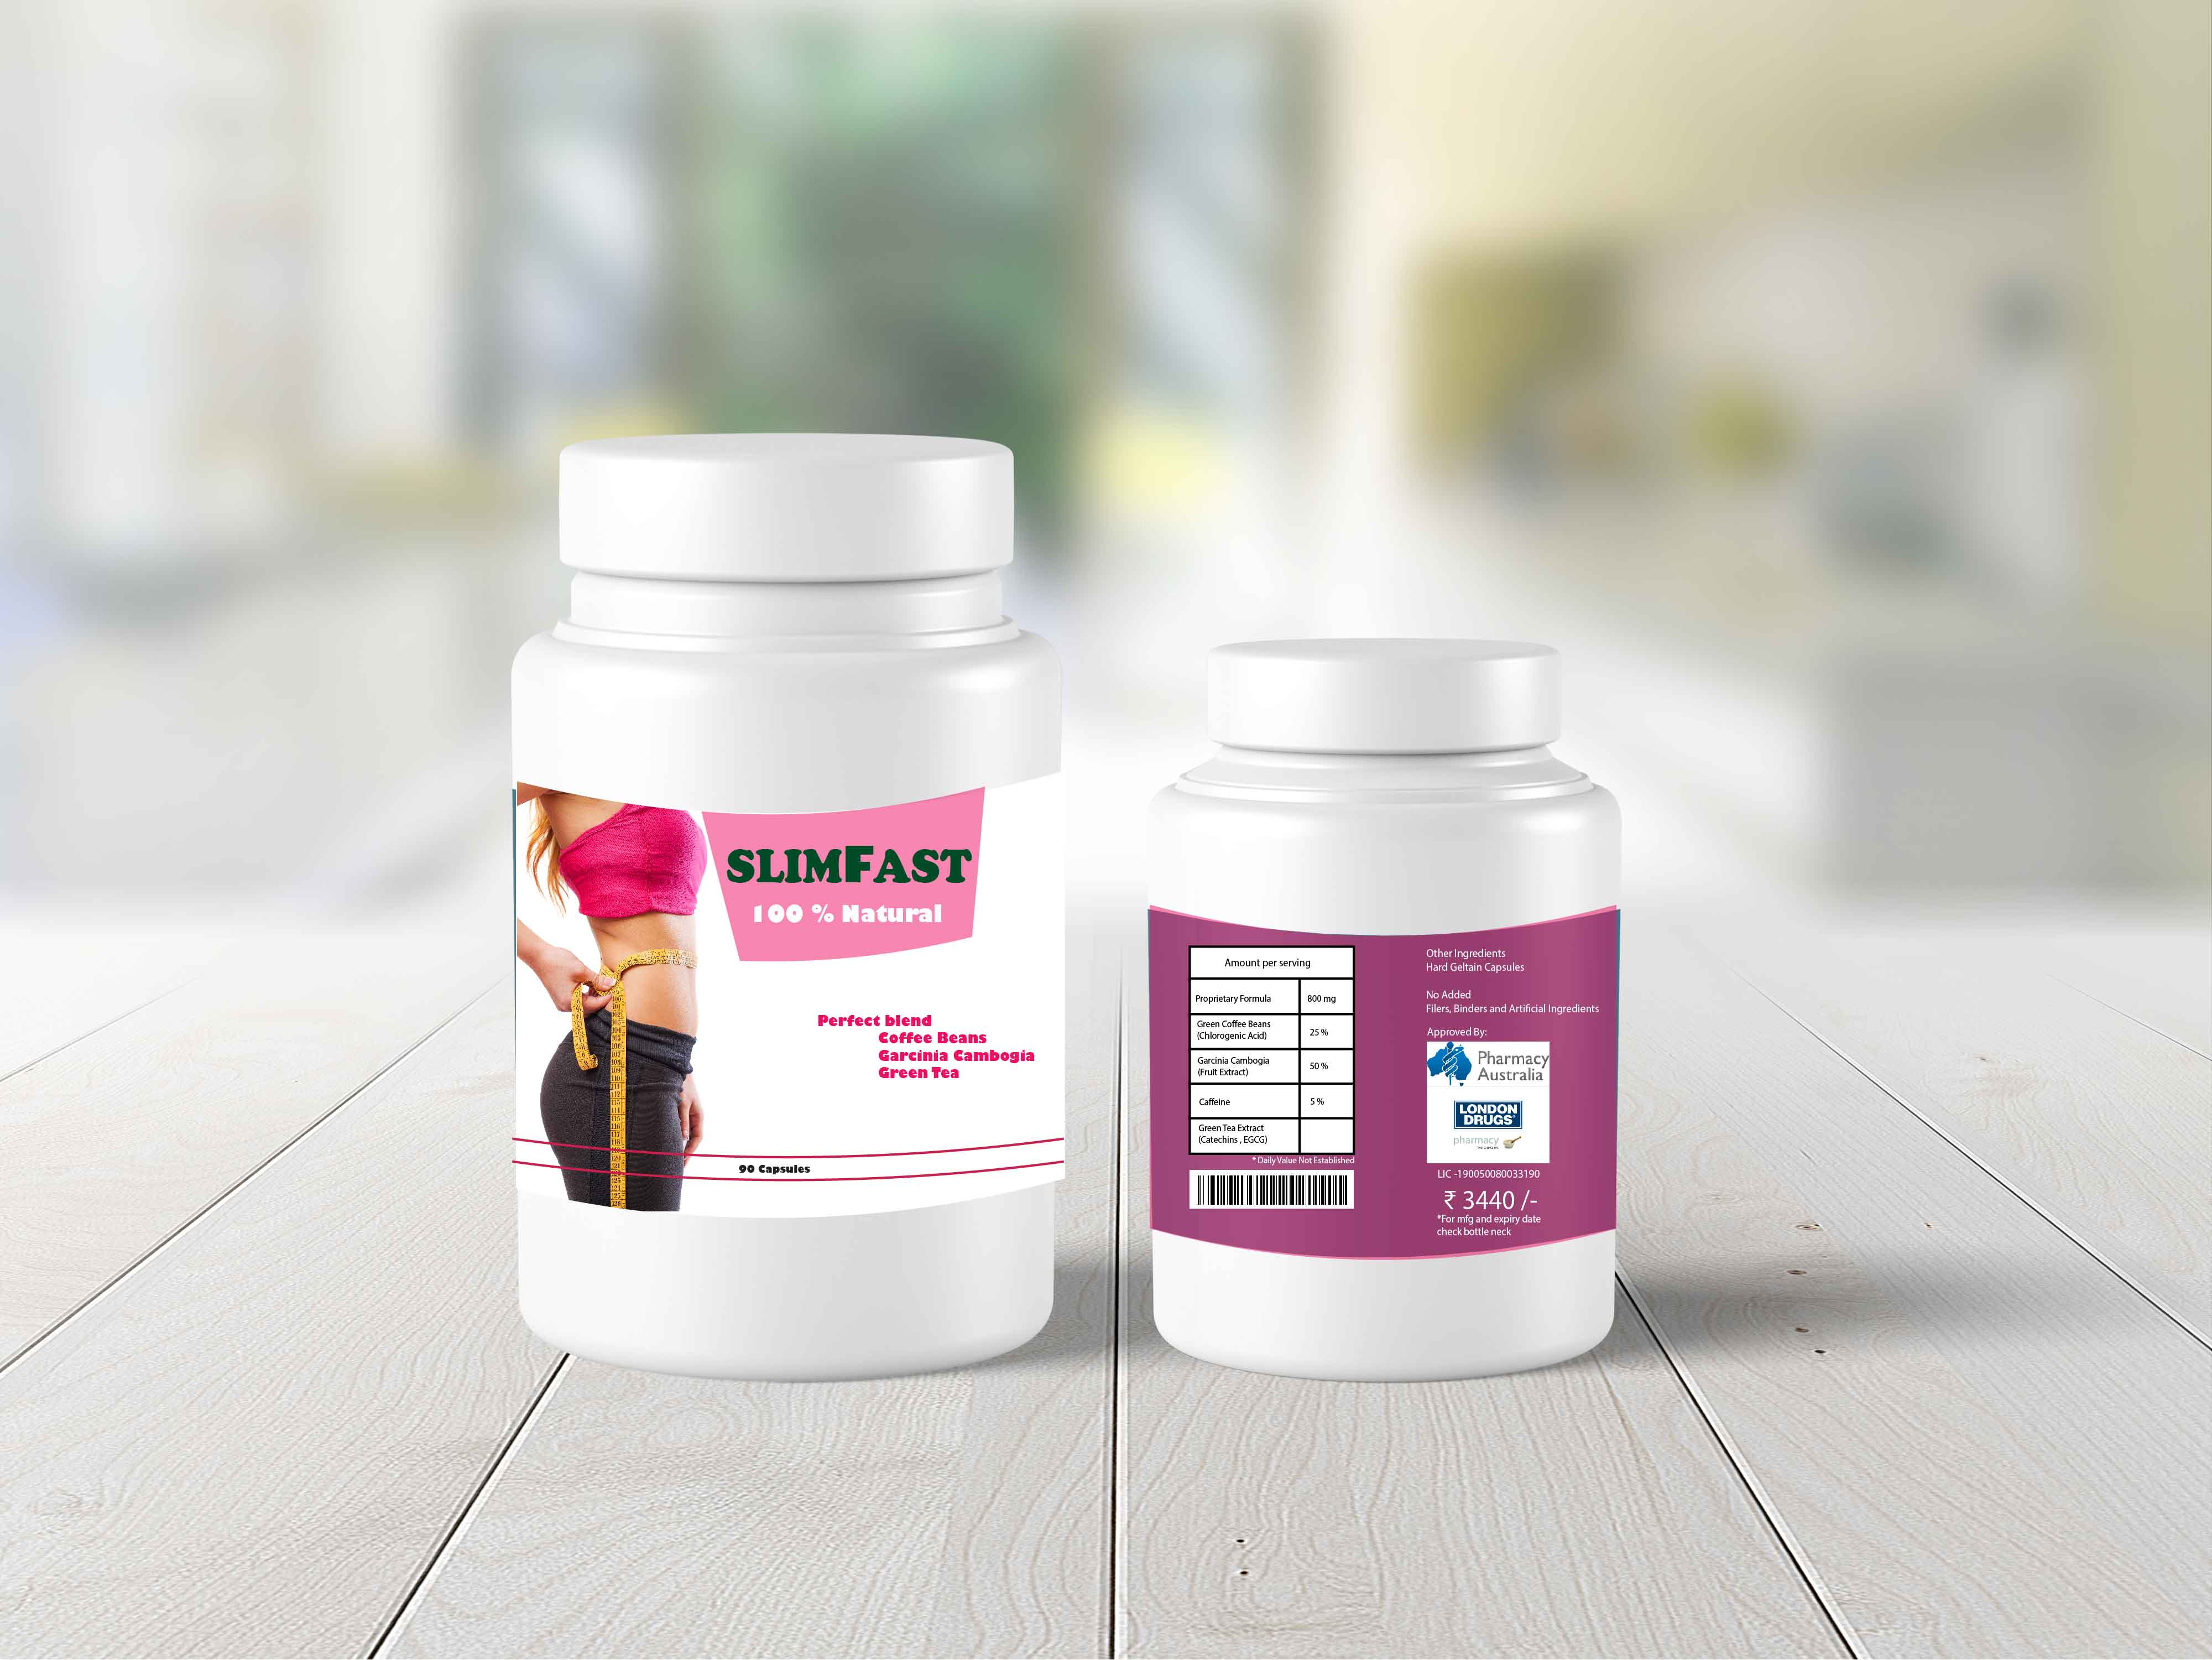 SLIMFAST
100 % Natural
Perfect blend
Coffee Beans
Garcinia Cambogia
Green Tea
90 Capsules
Amount per serving
Proprietary Formula 800 mg
Green Coffee Beans
(Chlorogenic Acid) 25 %
Garcinia Cambogia
(Fruit Extract) 50 %
Caffeine 5 %
Green Tea Extract
(Catechins , EGCG)
* Daily Value Not Established
Other Ingredients
Hard Geltain Capsules
No Added
Filers, Binders and Artificial Ingredients
Approved By:
Pharmacy
Australia
LONDON
DRUGS
pharmacy
LIC -190050080033190
₹ 3440 /-
*For mfg and expiry date
check bottle neck